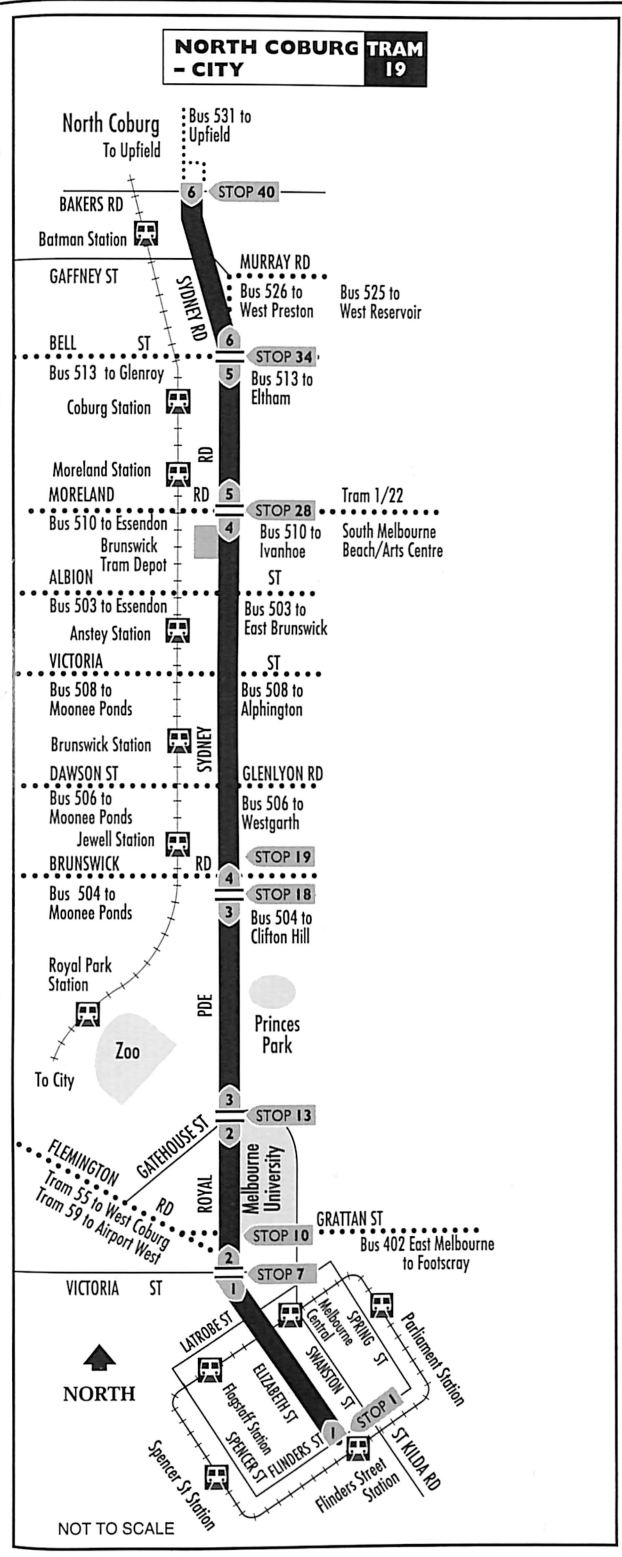 NORTH COBURG
– CITY
TRAM
19
North Coburg
To Upfield
Bus 531 to
Upfield
6
STOP 40
BAKERS RD
Batman Station
GAFFNEY ST
SYDNEY RD
MURRAY RD
Bus 526 to
West Preston
Bus 525 to
West Reservoir
BELL ST
6
STOP 34
5
Bus 513 to Glenroy
Bus 513 to
Eltham
Coburg Station
Moreland Station
RD
MORELAND RD
5
STOP 28
4
Tram 1/22
Bus 510 to Essendon
Bus 510 to
Ivanhoe
South Melbourne
Beach/Arts Centre
Brunswick
Tram Depot
ALBION ST
Bus 503 to Essendon
Bus 503 to
East Brunswick
Anstey Station
VICTORIA ST
Bus 508 to
Moonee Ponds
Bus 508 to
Alphington
Brunswick Station
SYDNEY
DAWSON ST
GLENLYON RD
Bus 506 to
Moonee Ponds
Bus 506 to
Westgarth
Jewell Station
STOP 19
BRUNSWICK RD
4
STOP 18
3
Bus 504 to
Moonee Ponds
Bus 504 to
Clifton Hill
Royal Park
Station
PDE
Princes
Park
Zoo
To City
3
STOP 13
2
GATEHOUSE ST
FLEMINGTON RD
Tram 55 to West Coburg
Tram 59 to Airport West
ROYAL
Melbourne
University
GRATTAN ST
STOP 10
Bus 402 East Melbourne
to Footscray
2
STOP 7
1
VICTORIA ST
LATROBE ST
Melbourne
Central
SPRING ST
Parliament Station
SWANSTON ST
ELIZABETH ST
Flagstaff Station
SPENCER ST
FLINDERS ST
1
STOP 1
ST KILDA RD
Flinders Street
Station
Spencer St Station
NORTH
NOT TO SCALE